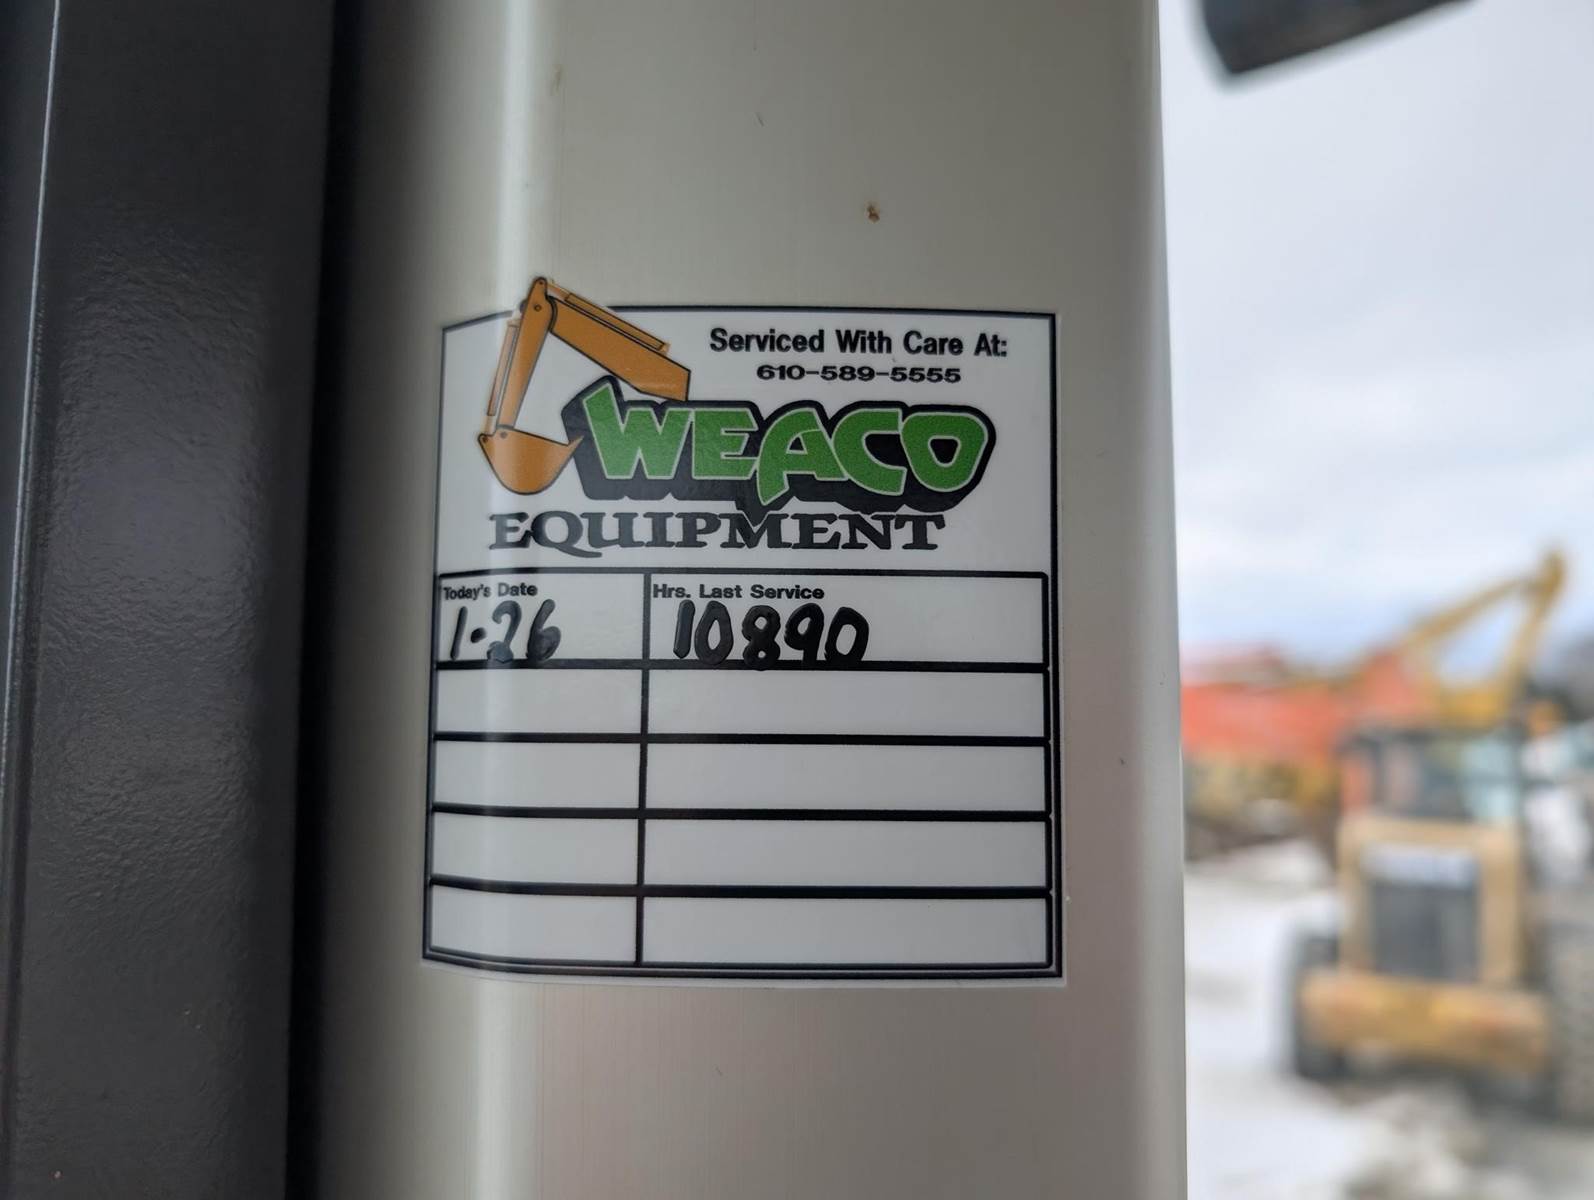 Serviced With Care At:
610-589-5555
WEACO
EQUIPMENT
Today's Date Hrs. Last Service
1-26 10890